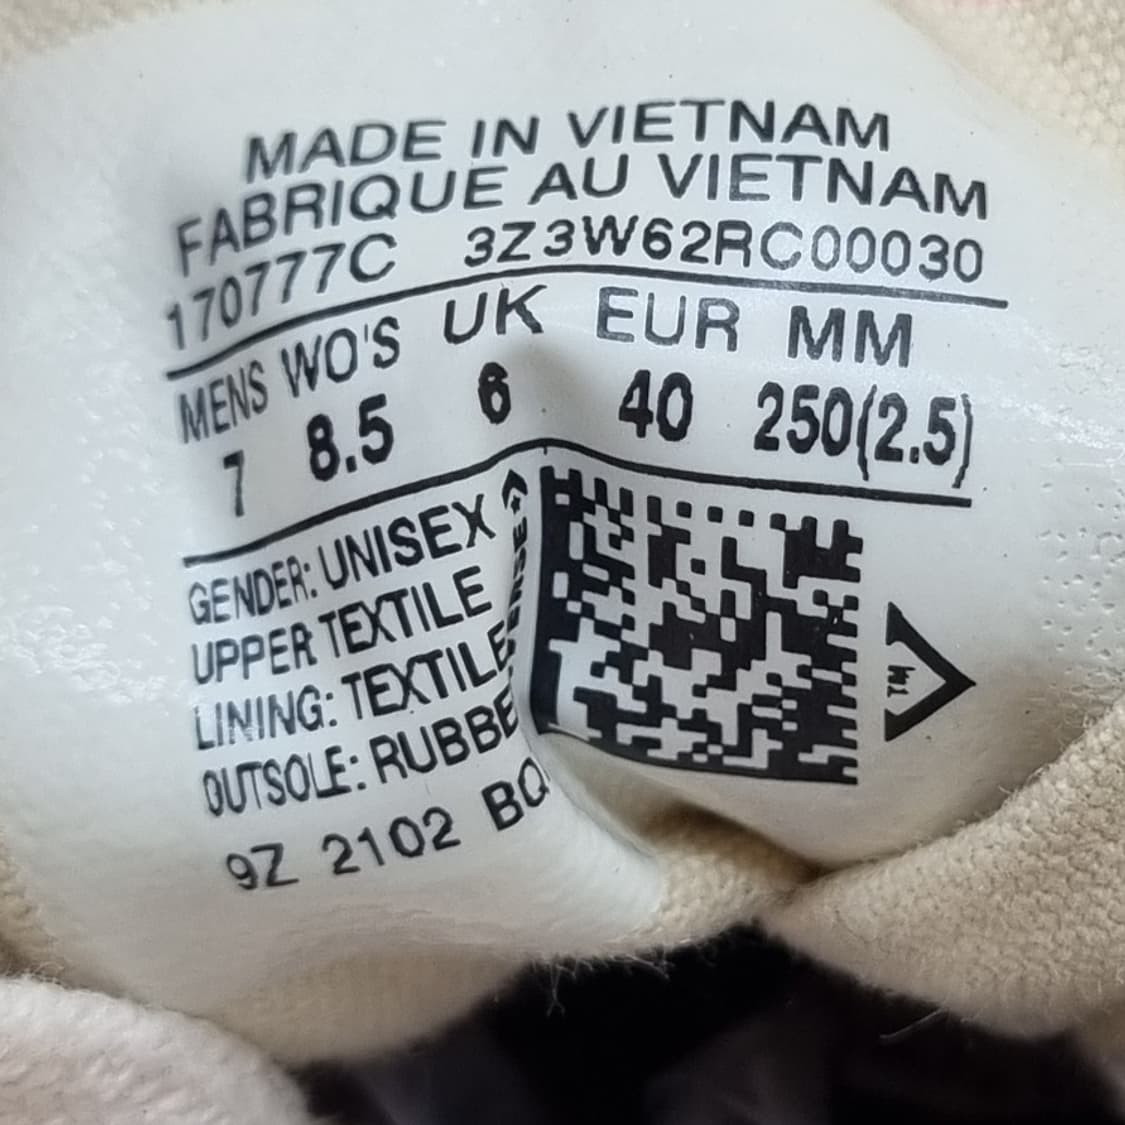 MADE IN VIETNAM
FABRIQUE AU VIETNAM
170777C 3Z3W62RC00030
MENS WO'S UK EUR MM
7 8.5 6 40 250(2.5)
GENDER: UNISEX
UPPER TEXTILE
LINING: TEXTILE
OUTSOLE: RUBBE
9Z 2102 BQ
TM